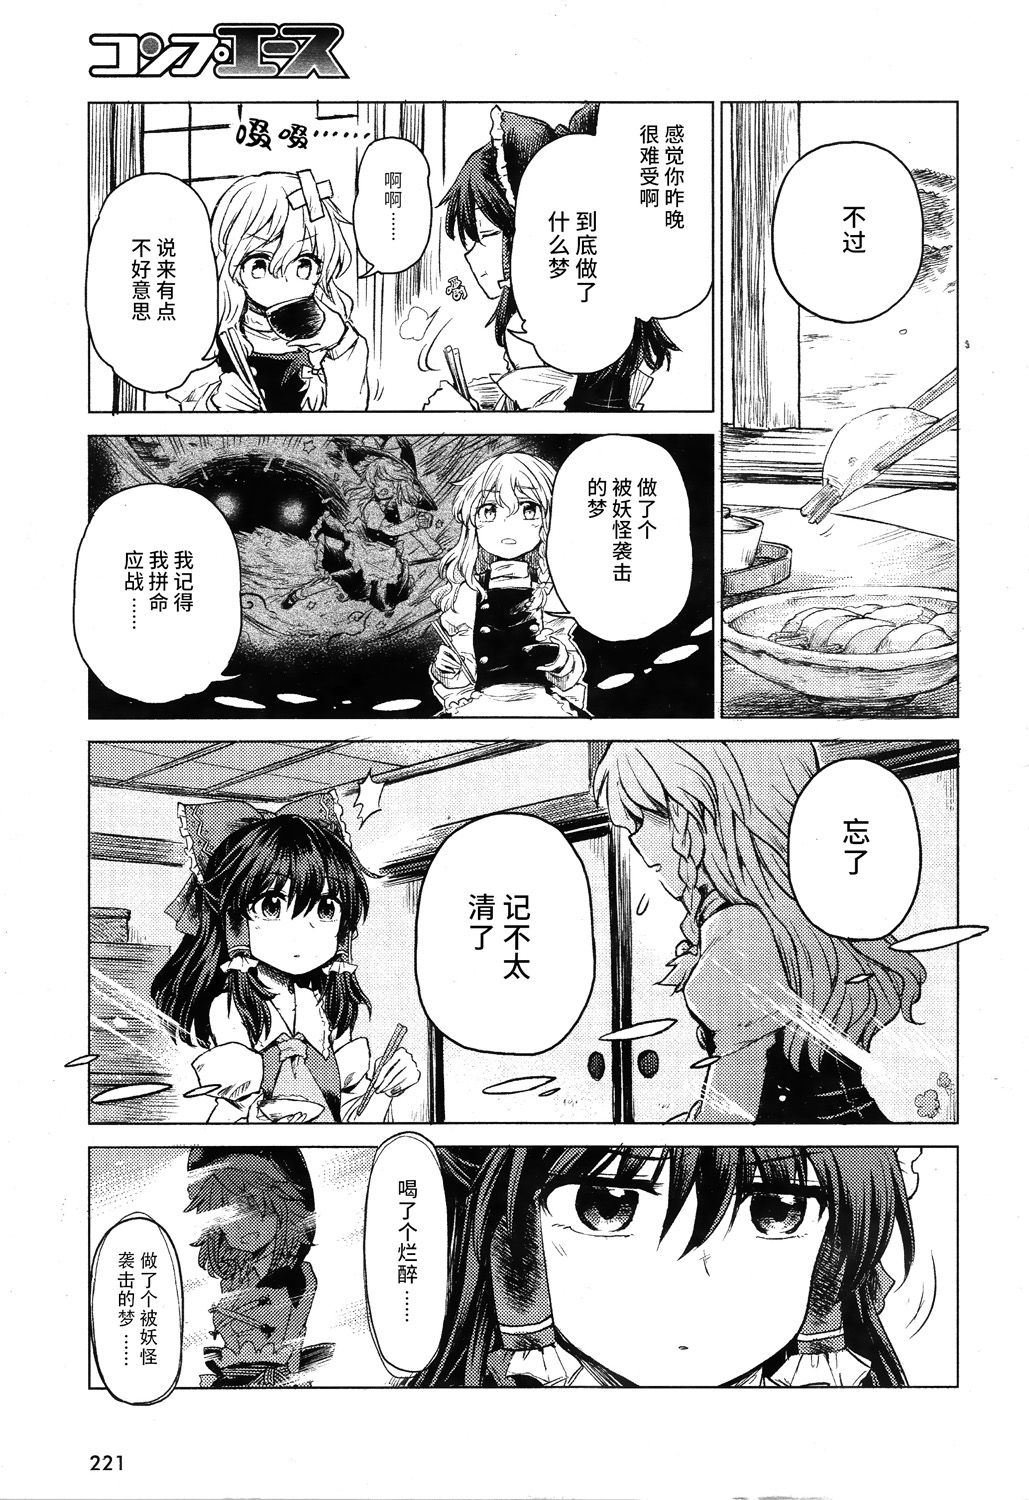 コンプエース
不过
感觉你昨晚
很难受啊
到底做了
什么梦
啊啊……
啜啜……
说来有点
不好意思
做了个
被妖怪袭击
的梦
我记得
我拼命
应战……
忘了
记不太
清了
喝了个烂醉……
做了个被妖怪
袭击的梦……
221